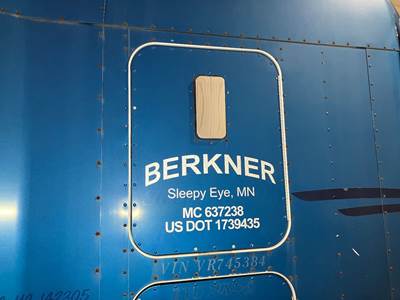 BERKNER
Sleepy Eye, MN
MC 637238
US DOT 1739435
VIN VR745384